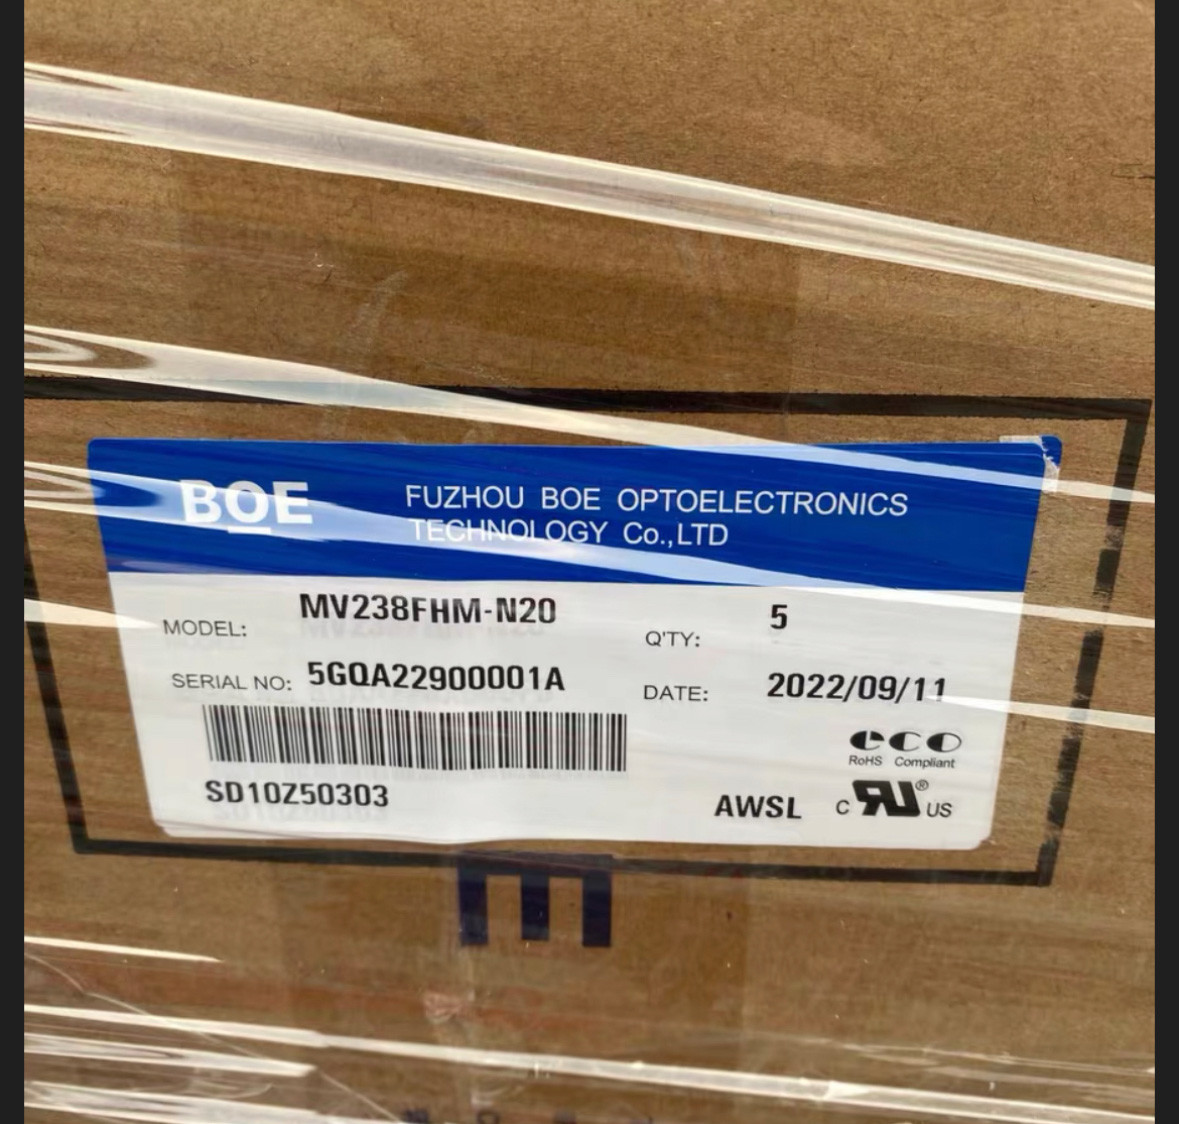 BOE
FUZHOU BOE OPTOELECTRONICS
TECHNOLOGY Co.,LTD
MODEL: MV238FHM-N20
Q'TY: 5
SERIAL NO: 5GQA22900001A
DATE: 2022/09/11
SD10Z50303
eco
RoHS Compliant
AWSL
c RU® US
E